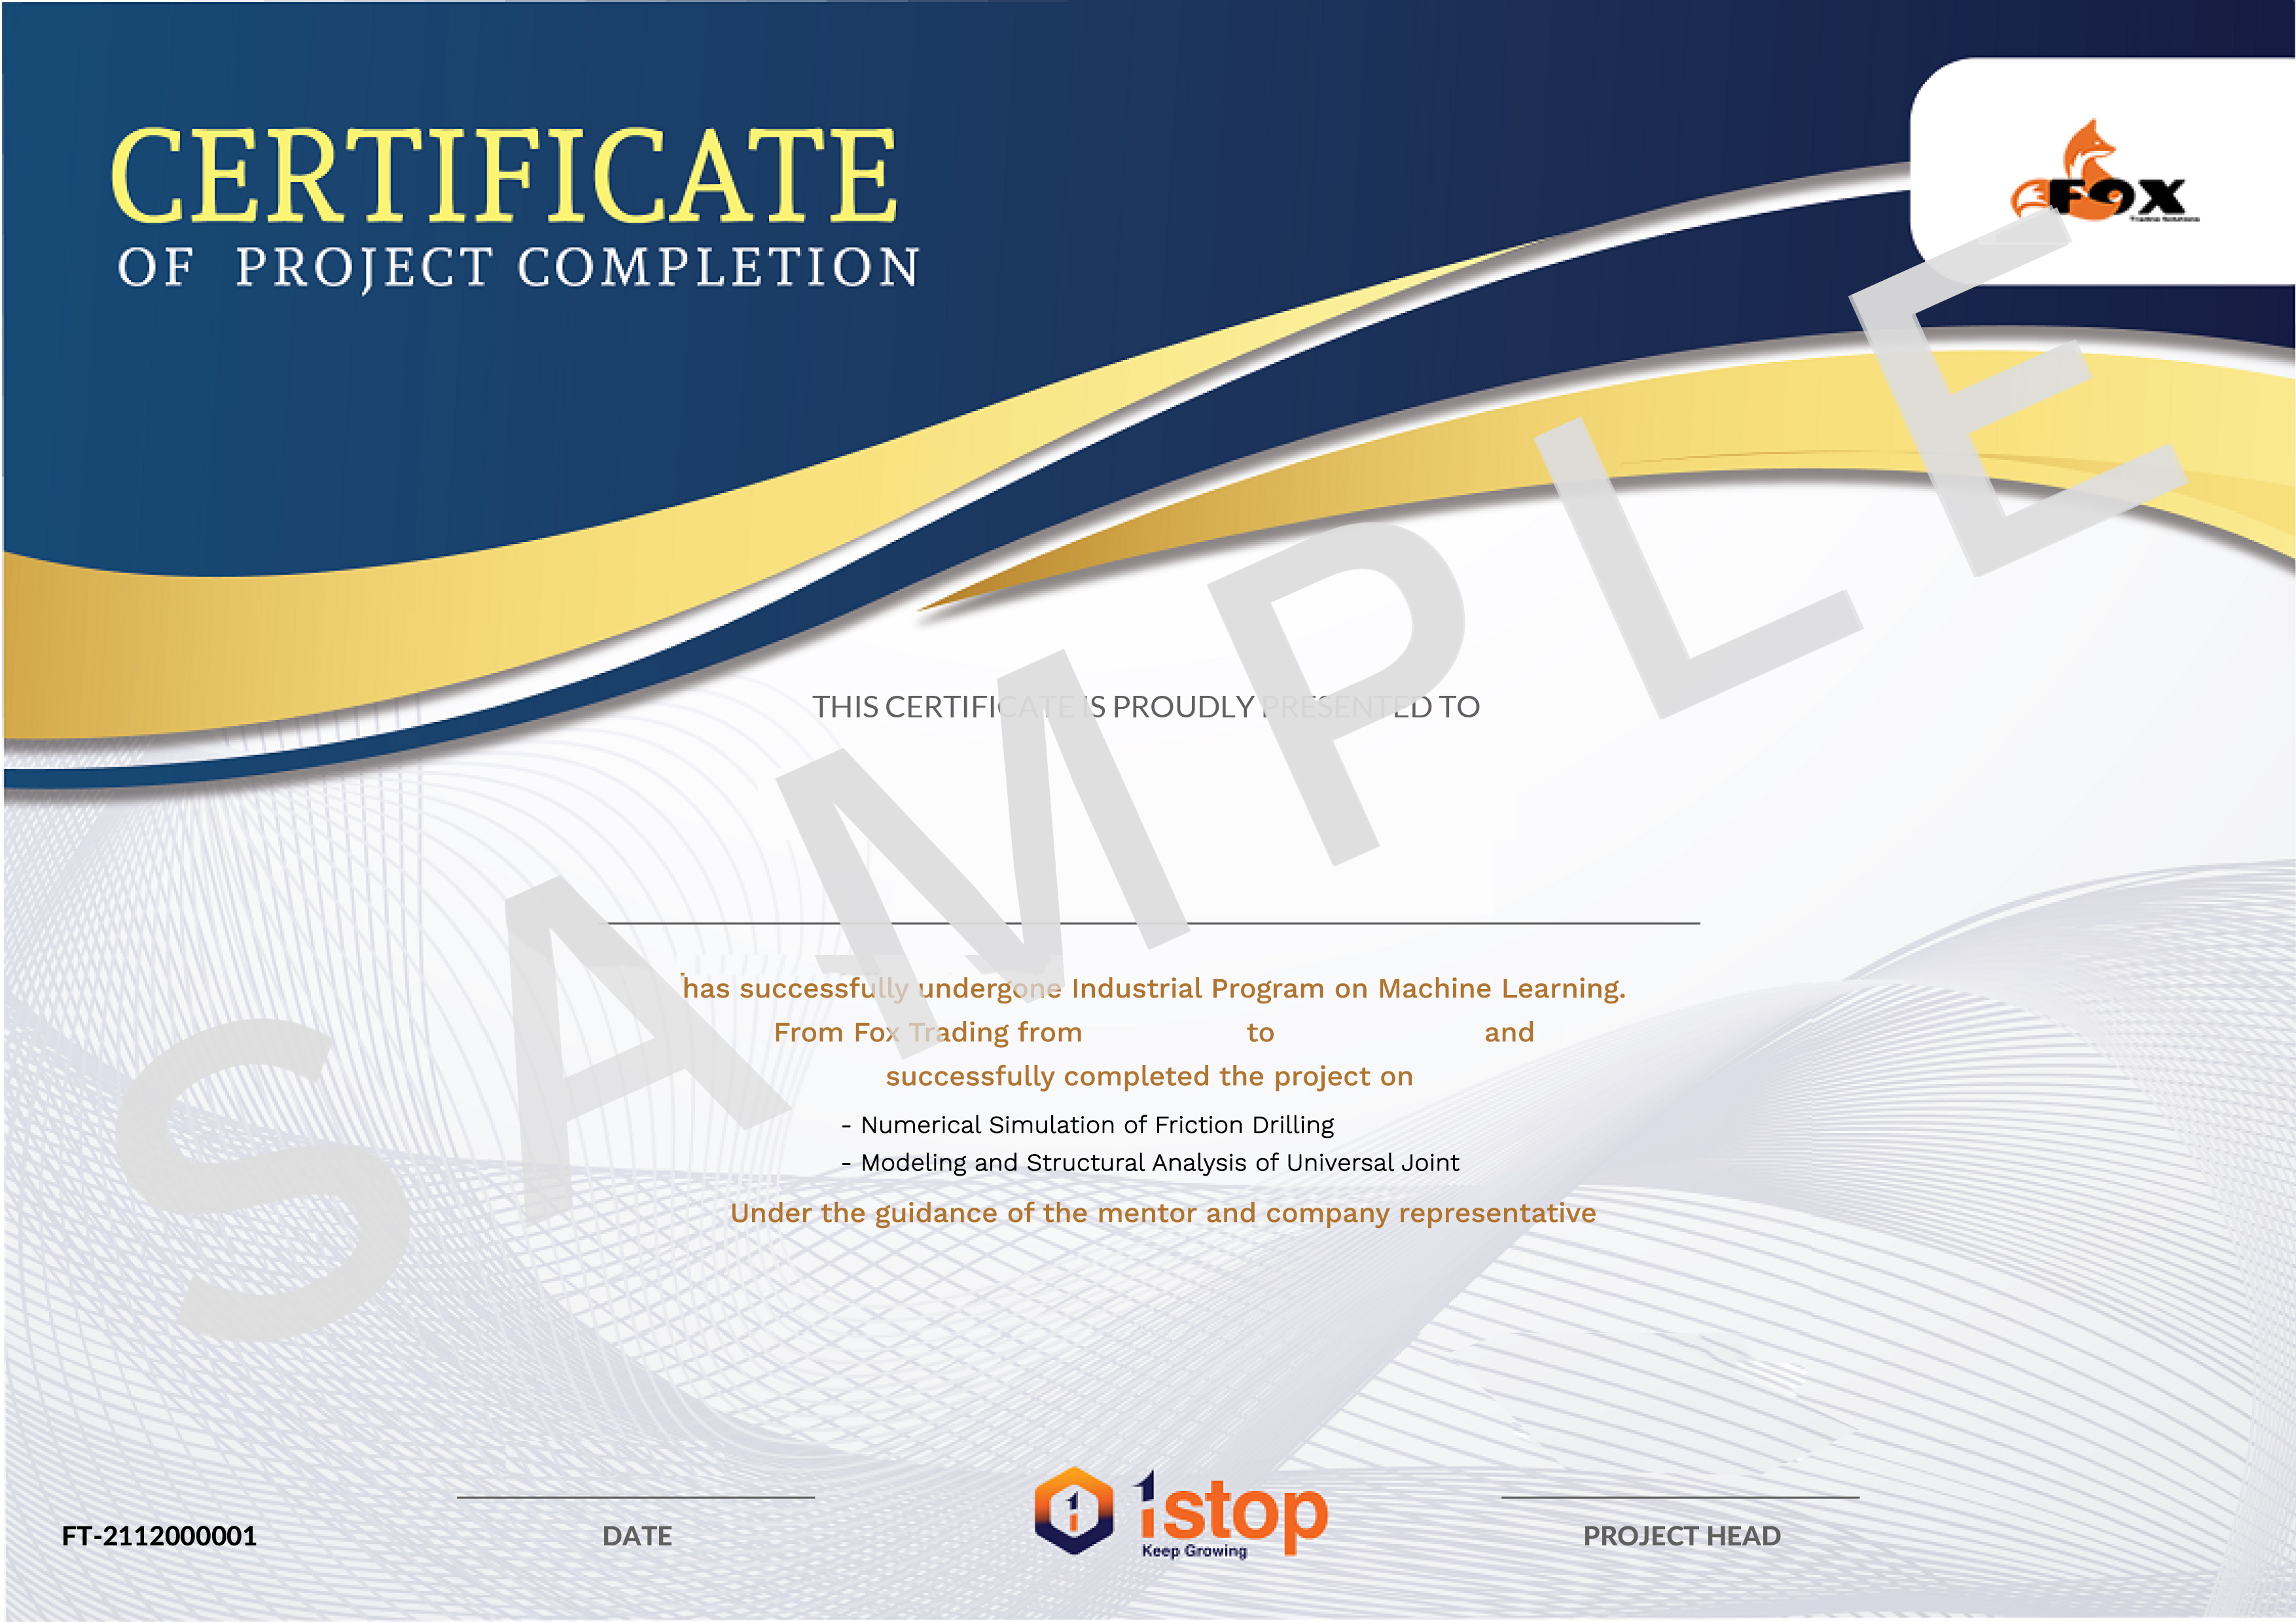 CERTIFICATE
OF PROJECT COMPLETION
FOX
Trading Solutions
SAMPLE
THIS CERTIFICATE IS PROUDLY PRESENTED TO
has successfully undergone Industrial Program on Machine Learning.
From Fox Trading from to and
successfully completed the project on
- Numerical Simulation of Friction Drilling
- Modeling and Structural Analysis of Universal Joint
Under the guidance of the mentor and company representative
FT-2112000001
DATE
1
1stop
Keep Growing
PROJECT HEAD